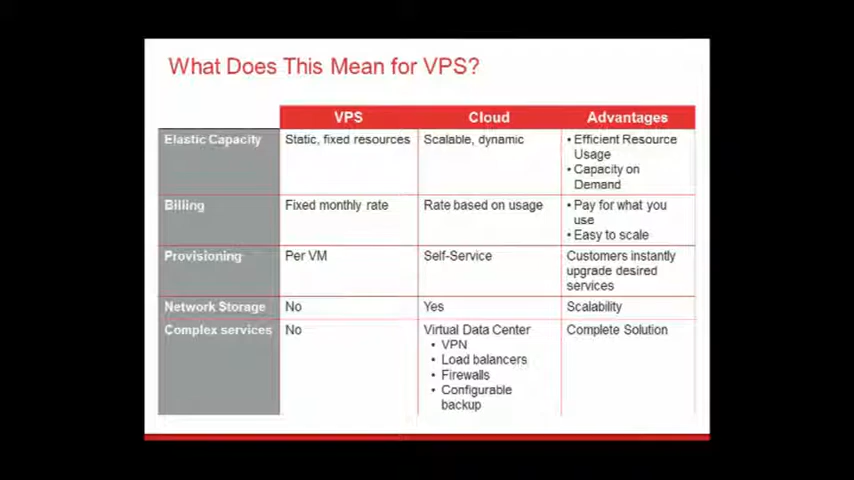 What Does This Mean for VPS?
VPS Cloud Advantages
Elastic Capacity Static, fixed resources Scalable, dynamic • Efficient Resource
Usage
• Capacity on
Demand
Billing Fixed monthly rate Rate based on usage • Pay for what you
use
• Easy to scale
Provisioning Per VM Self-Service Customers instantly
upgrade desired
services
Network Storage No Yes Scalability
Complex services No Virtual Data Center Complete Solution
• VPN
• Load balancers
• Firewalls
• Configurable
backup